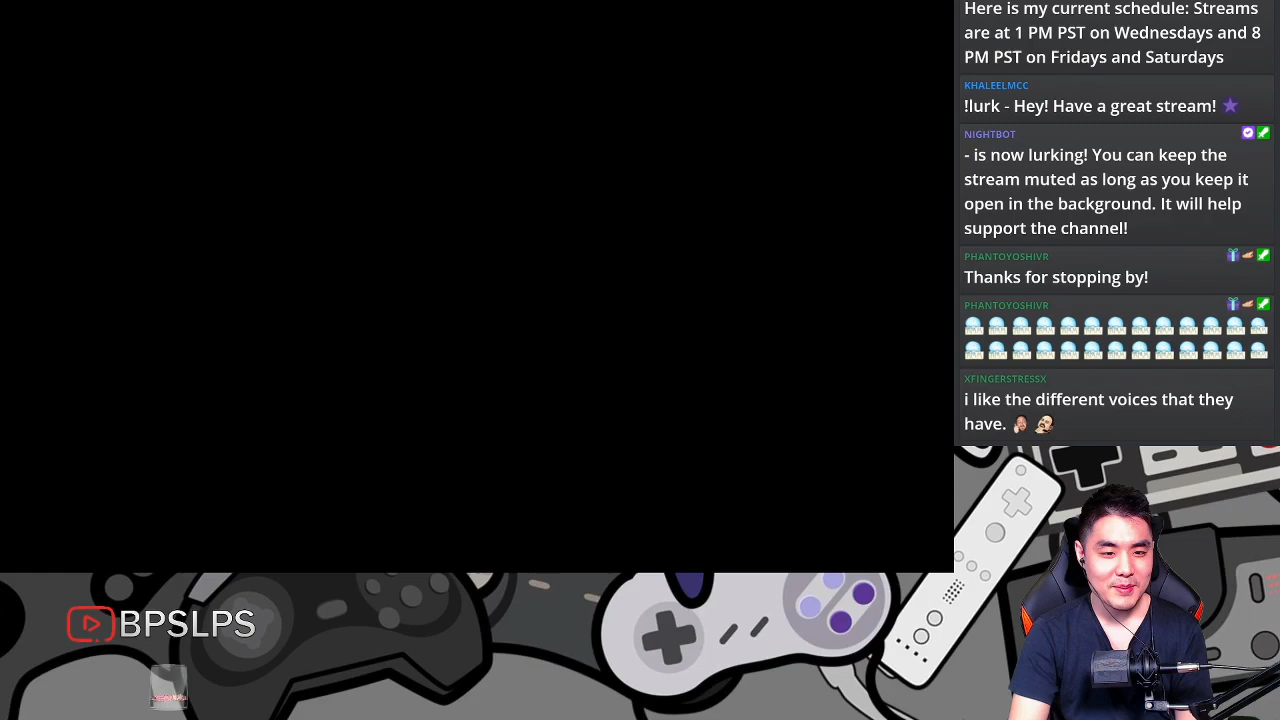 Here is my current schedule: Streams
are at 1 PM PST on Wednesdays and 8
PM PST on Fridays and Saturdays
KHALEELMCC
!lurk - Hey! Have a great stream!
NIGHTBOT
- is now lurking! You can keep the
stream muted as long as you keep it
open in the background. It will help
support the channel!
PHANTOYOSHIVR
Thanks for stopping by!
PHANTOYOSHIVR
XFINGERSTRESSX
i like the different voices that they
have.
BPSLPS